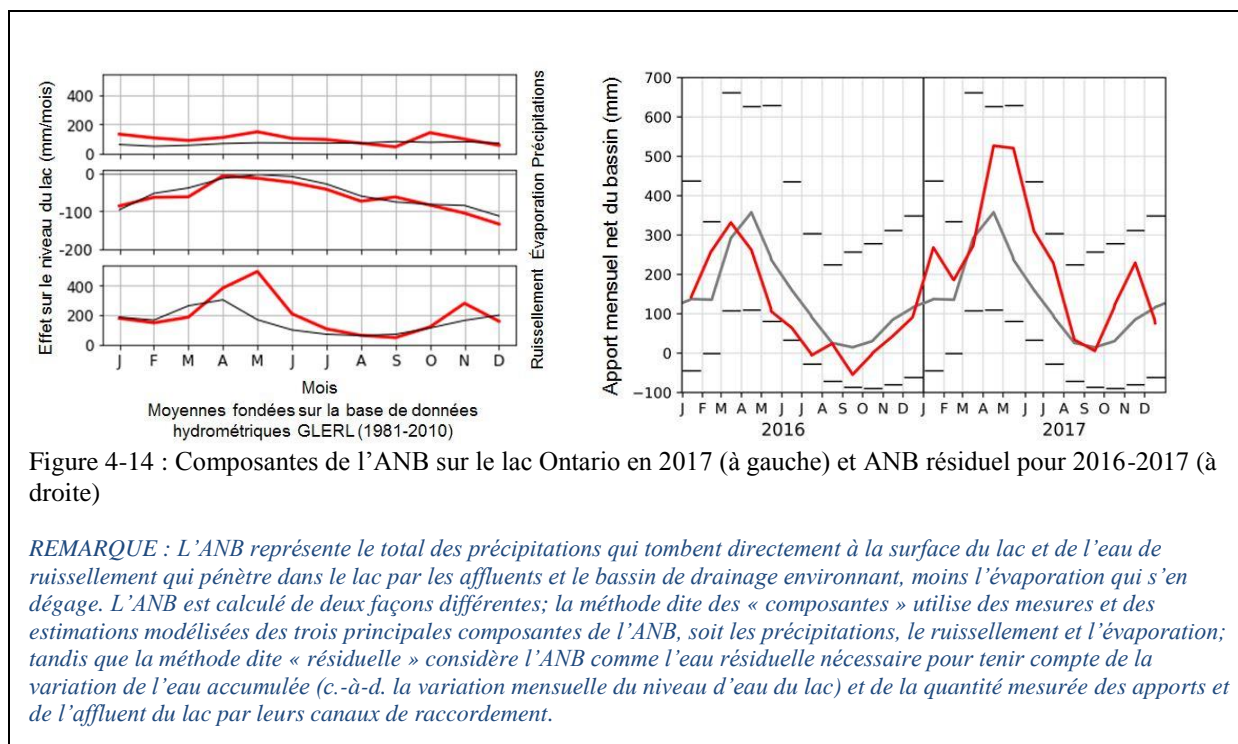 Effet sur le niveau du lac (mm/mois)
400
200
0
Précipitations
0
-100
-200
Évaporation
400
200
0
Ruissellement
J F M A M J J A S O N D
Mois
Moyennes fondées sur la base de données
hydrométriques GLERL (1981-2010)
Apport mensuel net du bassin (mm)
700
600
500
400
300
200
100
0
−100
J F M A M J J A S O N D J F M A M J J A S O N D
2016 2017
Figure 4-14 : Composantes de l’ANB sur le lac Ontario en 2017 (à gauche) et ANB résiduel pour 2016-2017 (à
droite)
REMARQUE : L’ANB représente le total des précipitations qui tombent directement à la surface du lac et de l’eau de
ruissellement qui pénètre dans le lac par les affluents et le bassin de drainage environnant, moins l’évaporation qui s’en
dégage. L’ANB est calculé de deux façons différentes; la méthode dite des « composantes » utilise des mesures et des
estimations modélisées des trois principales composantes de l’ANB, soit les précipitations, le ruissellement et l’évaporation;
tandis que la méthode dite « résiduelle » considère l’ANB comme l’eau résiduelle nécessaire pour tenir compte de la
variation de l’eau accumulée (c.-à-d. la variation mensuelle du niveau d’eau du lac) et de la quantité mesurée des apports et
de l’affluent du lac par leurs canaux de raccordement.